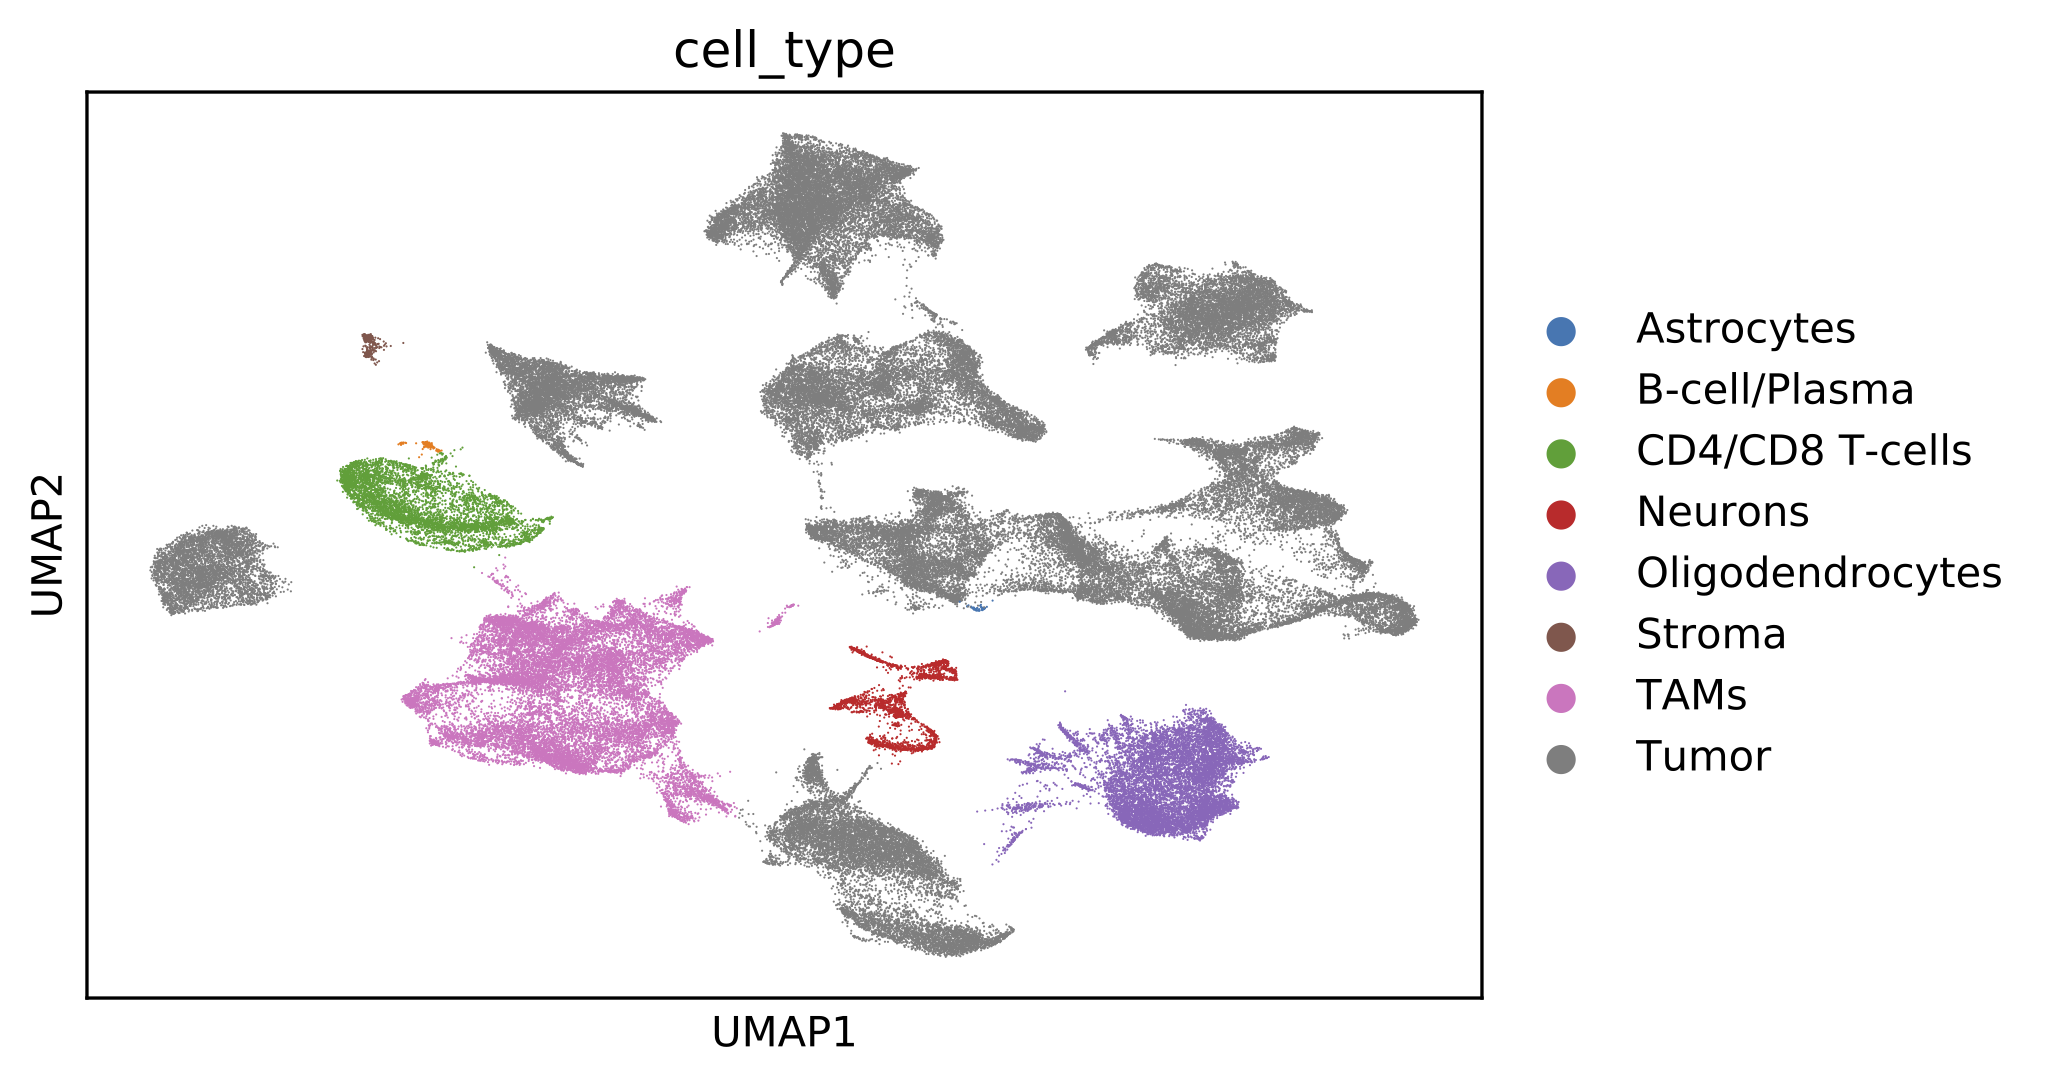 cell_type
UMAP2
UMAP1
Astrocytes
B-cell/Plasma
CD4/CD8 T-cells
Neurons
Oligodendrocytes
Stroma
TAMs
Tumor